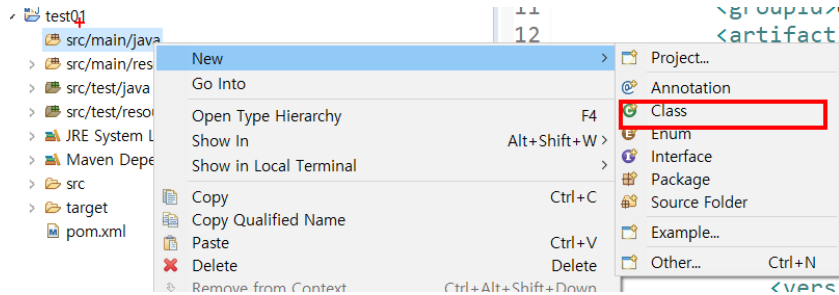 test01
src/main/java
src/main/res
src/test/java
src/test/resou
JRE System L
Maven Depe
src
target
pom.xml
11
12
<groupId>
<artifact
New
Go Into
Open Type Hierarchy F4
Show In Alt+Shift+W >
Show in Local Terminal
Copy Ctrl+C
Copy Qualified Name
Paste Ctrl+V
Delete Delete
Remove from Context Ctrl+Alt+Shift+Down
Project...
Annotation
Class
Enum
Interface
Package
Source Folder
Example...
Other... Ctrl+N
<vers